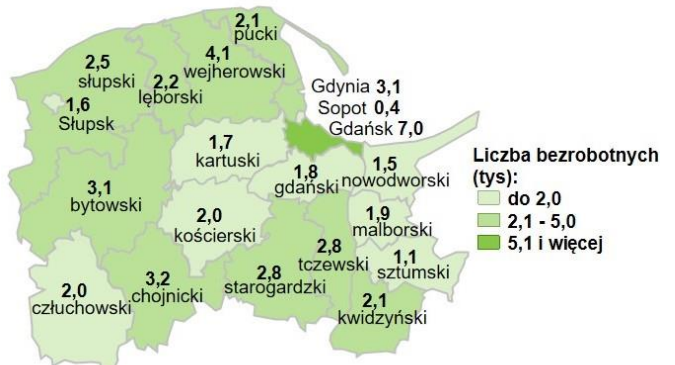 2,1
pucki
4,1
wejherowski
2,5
słupski
2,2
lęborski
1,6
Słupsk
Gdynia 3,1
Sopot 0,4
Gdańsk 7,0
1,7
kartuski
1,8
gdański
1,5
nowodworski
3,1
bytowski
2,0
kościerski
1,9
malborski
2,8
tczewski
1,1
sztumski
2,0
człuchowski
3,2
chojnicki
2,8
starogardzki
2,1
kwidzyński
Liczba bezrobotnych
(tys):
do 2,0
2,1 - 5,0
5,1 i więcej